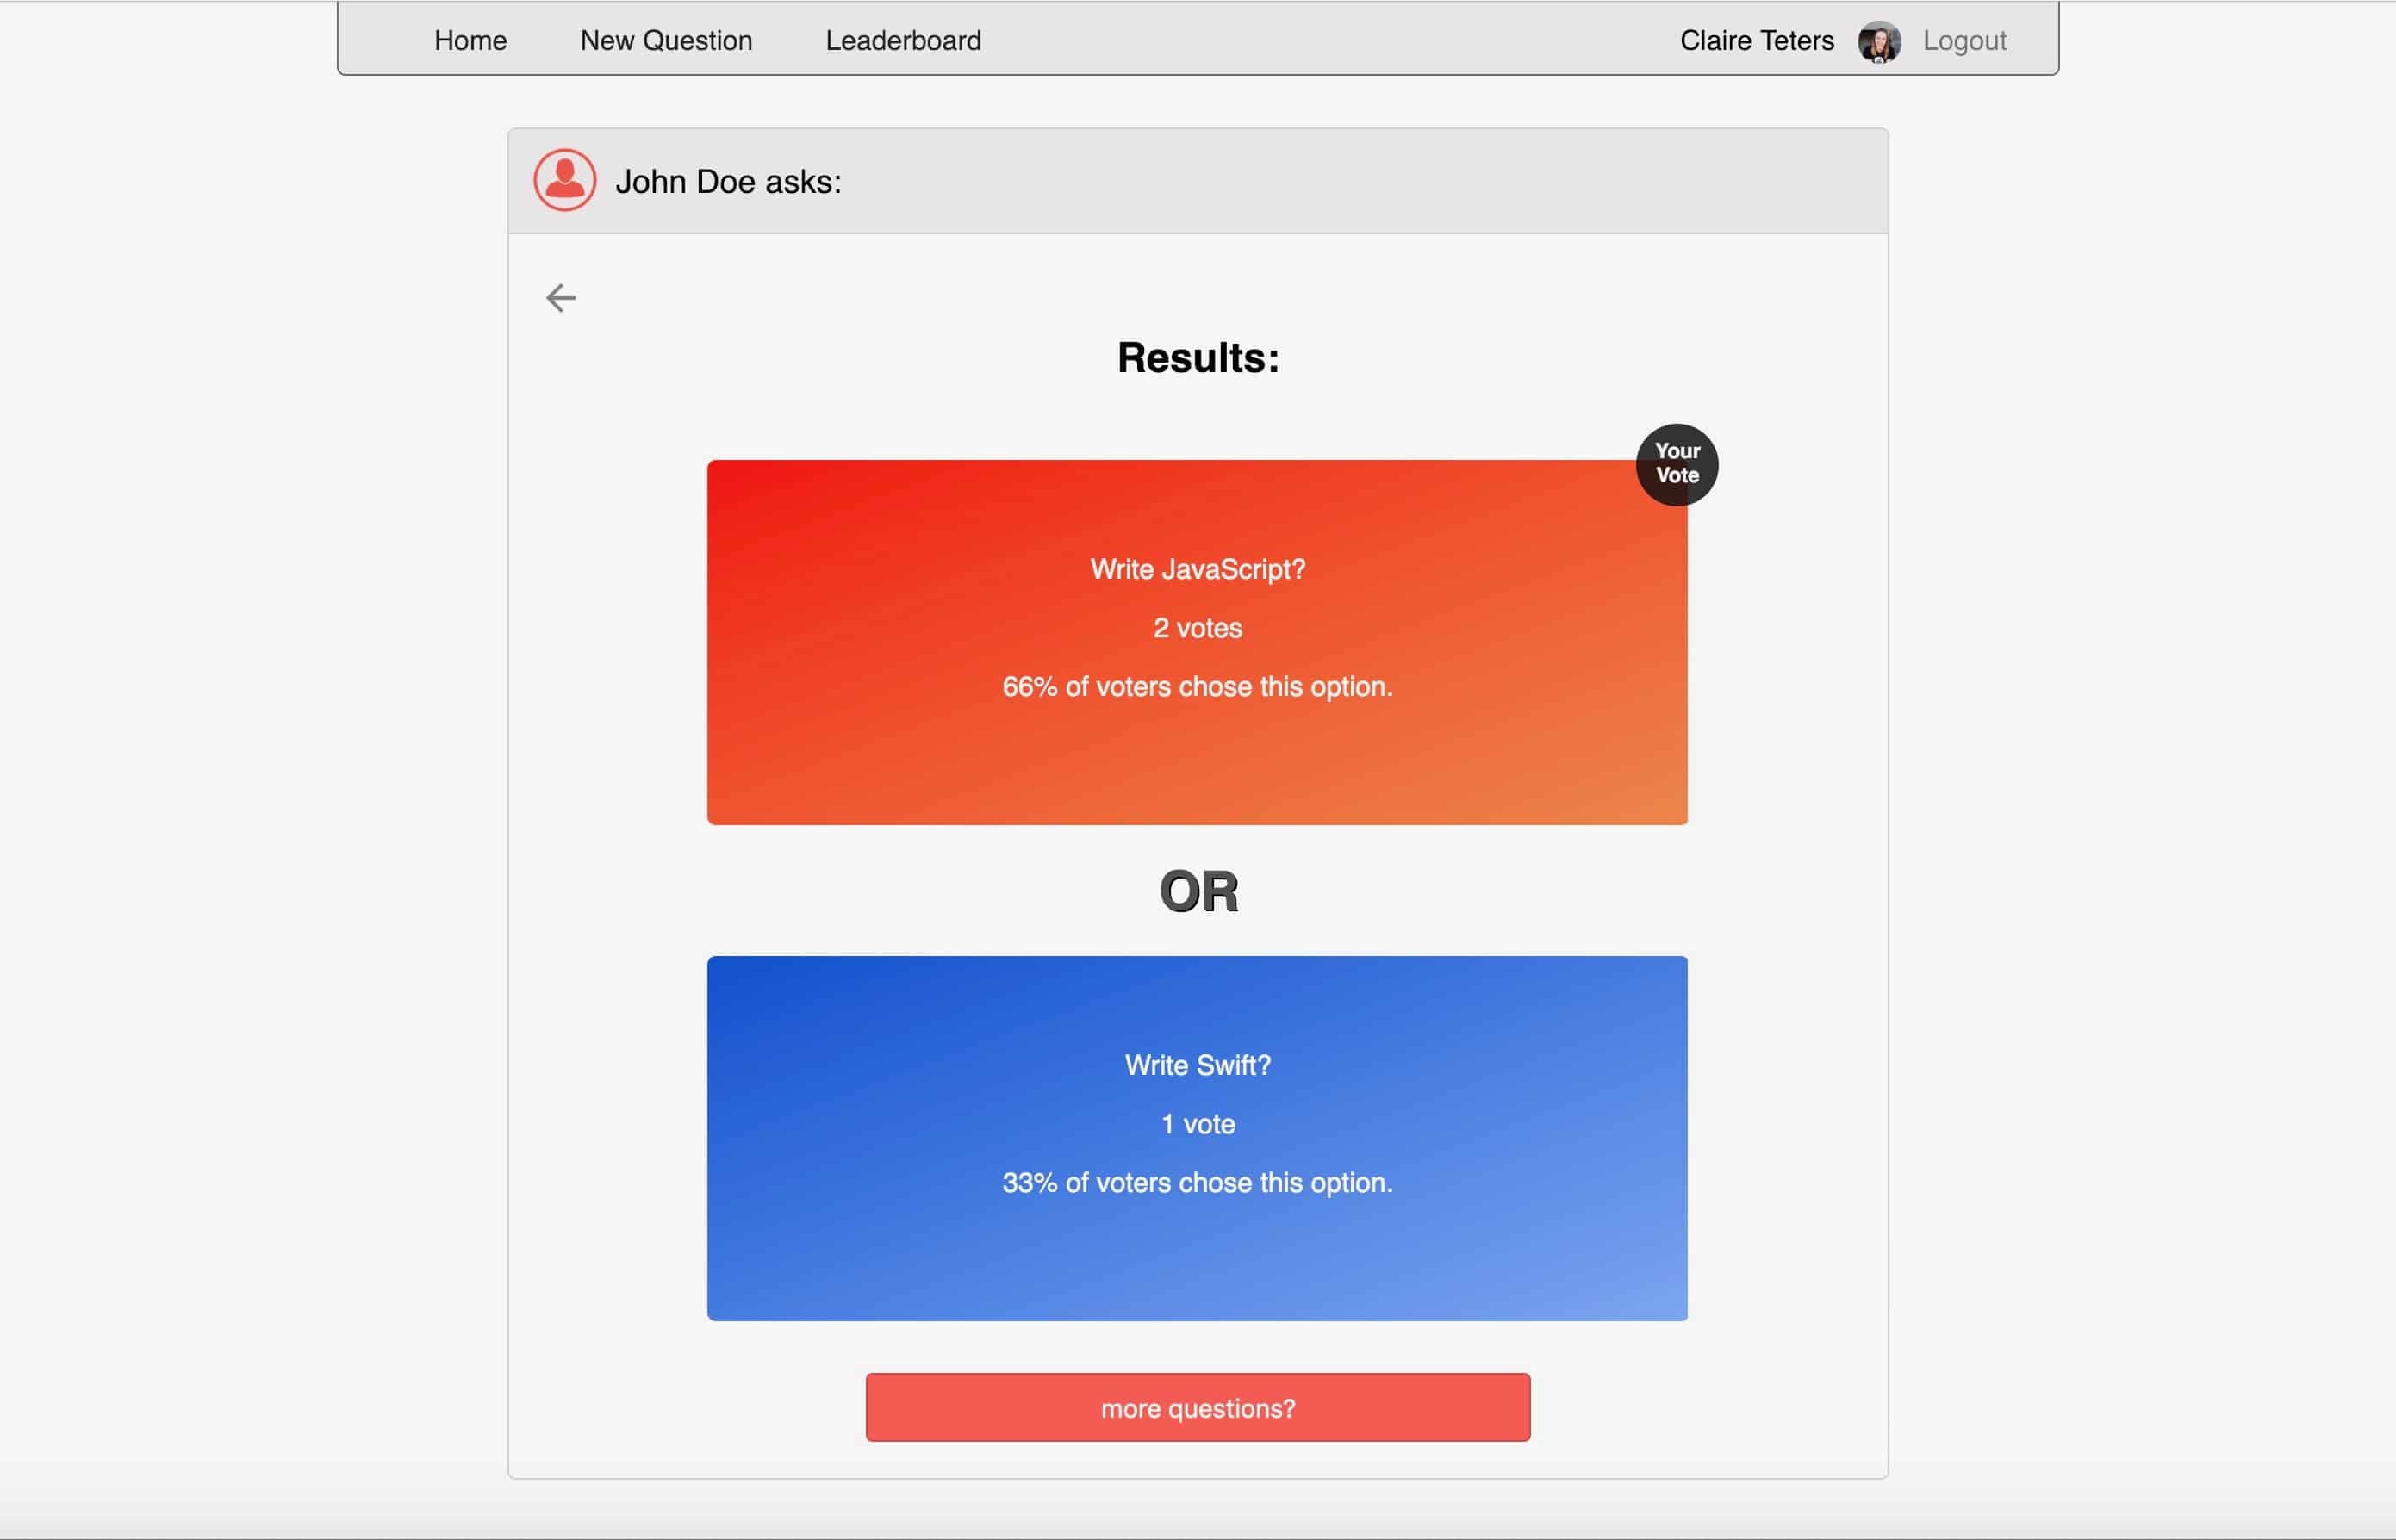 Home New Question Leaderboard Claire Teters Logout
John Doe asks:
Results:
Your
Vote
Write JavaScript?
2 votes
66% of voters chose this option.
OR
Write Swift?
1 vote
33% of voters chose this option.
more questions?